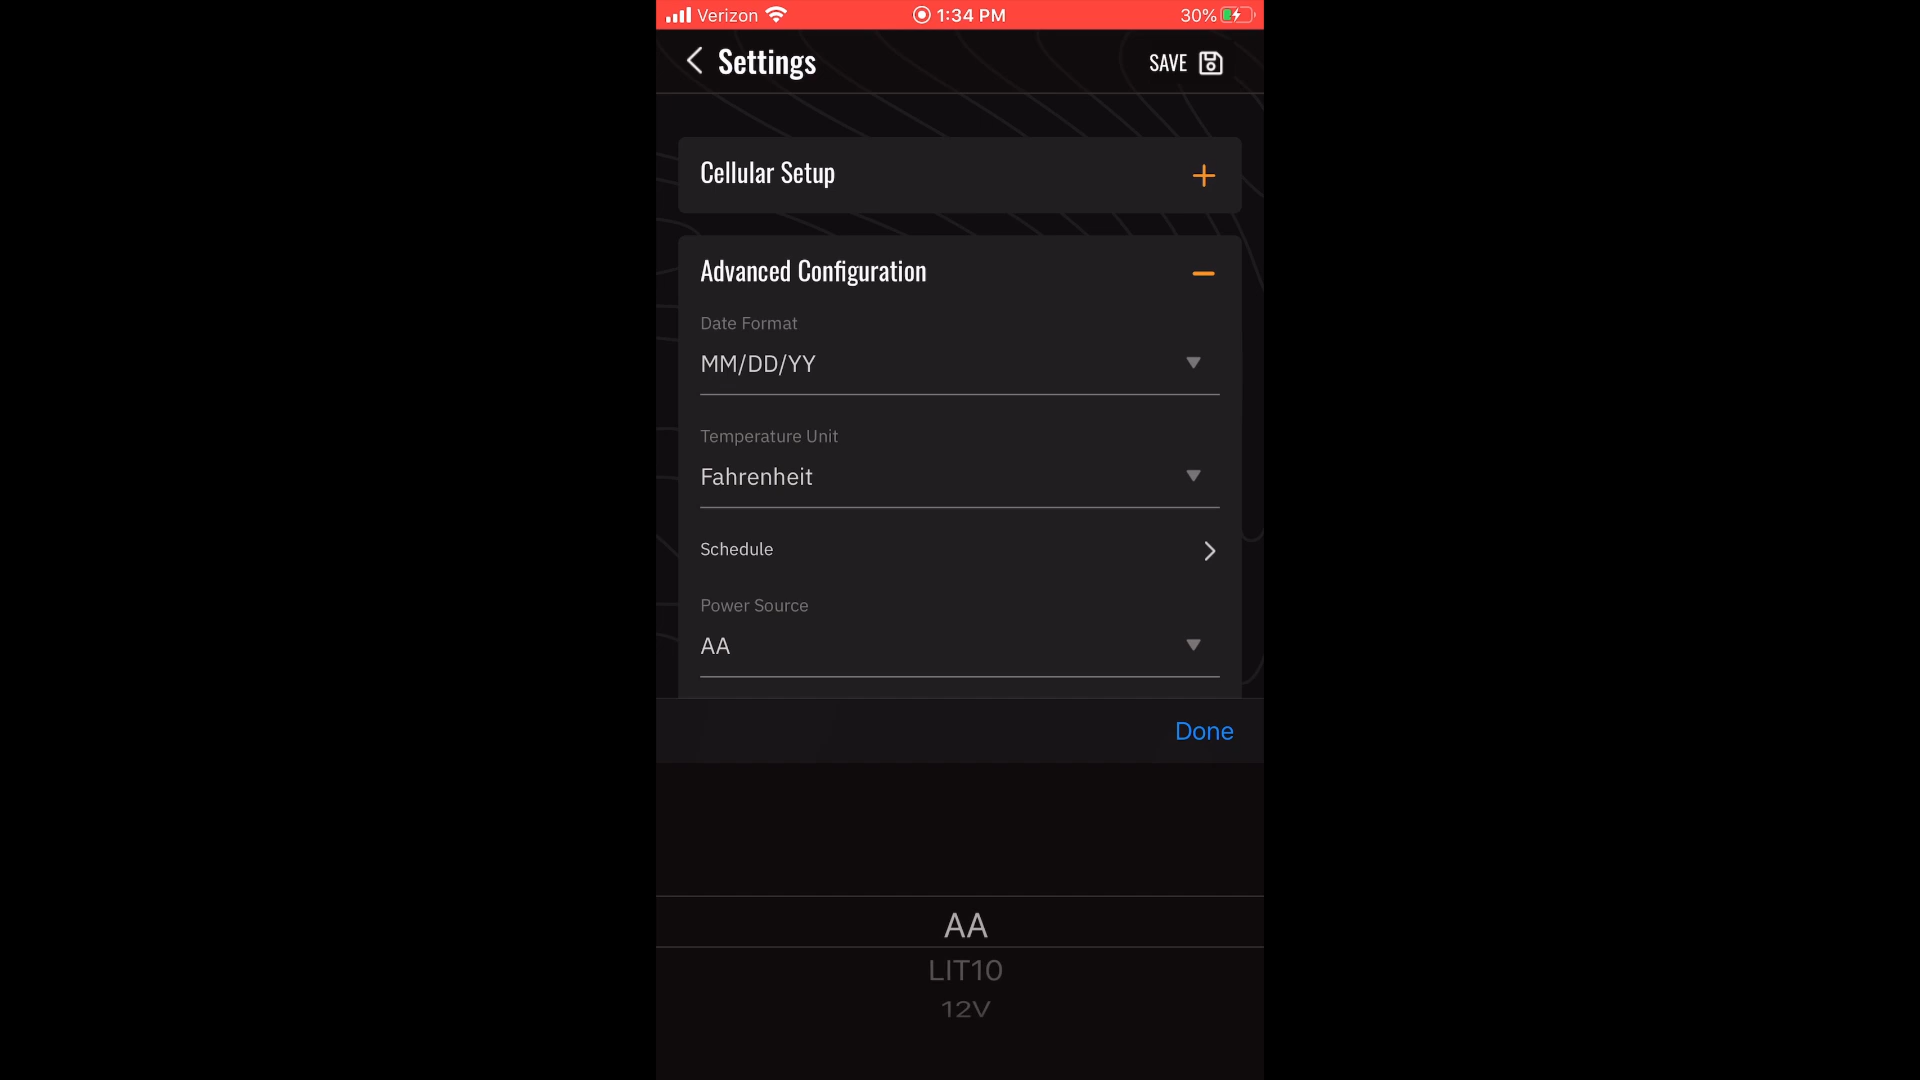 Verizon 1:34 PM 30%
Settings SAVE
Cellular Setup
Advanced Configuration
Date Format
MM/DD/YY
Temperature Unit
Fahrenheit
Schedule
Power Source
AA
Done
AA
LIT10
12V